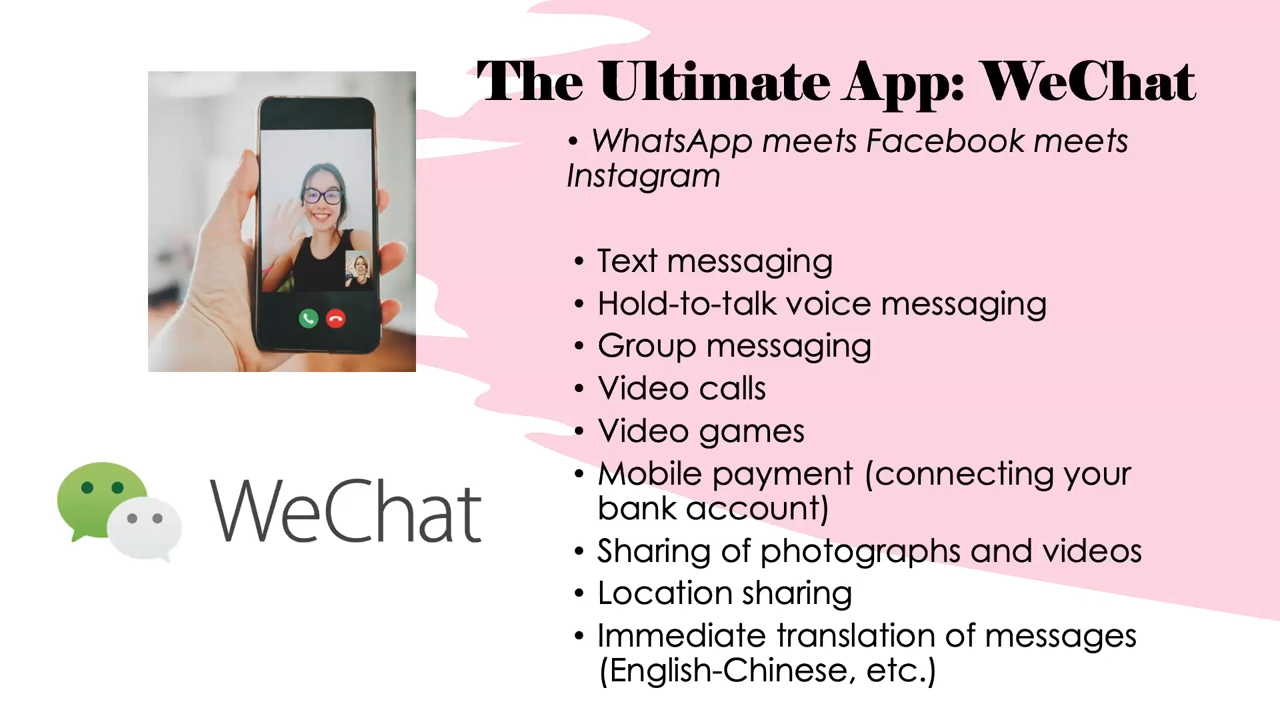 The Ultimate App: WeChat
• WhatsApp meets Facebook meets
Instagram
• Text messaging
• Hold-to-talk voice messaging
• Group messaging
• Video calls
• Video games
• Mobile payment (connecting your
bank account)
• Sharing of photographs and videos
• Location sharing
• Immediate translation of messages
(English-Chinese, etc.)
WeChat